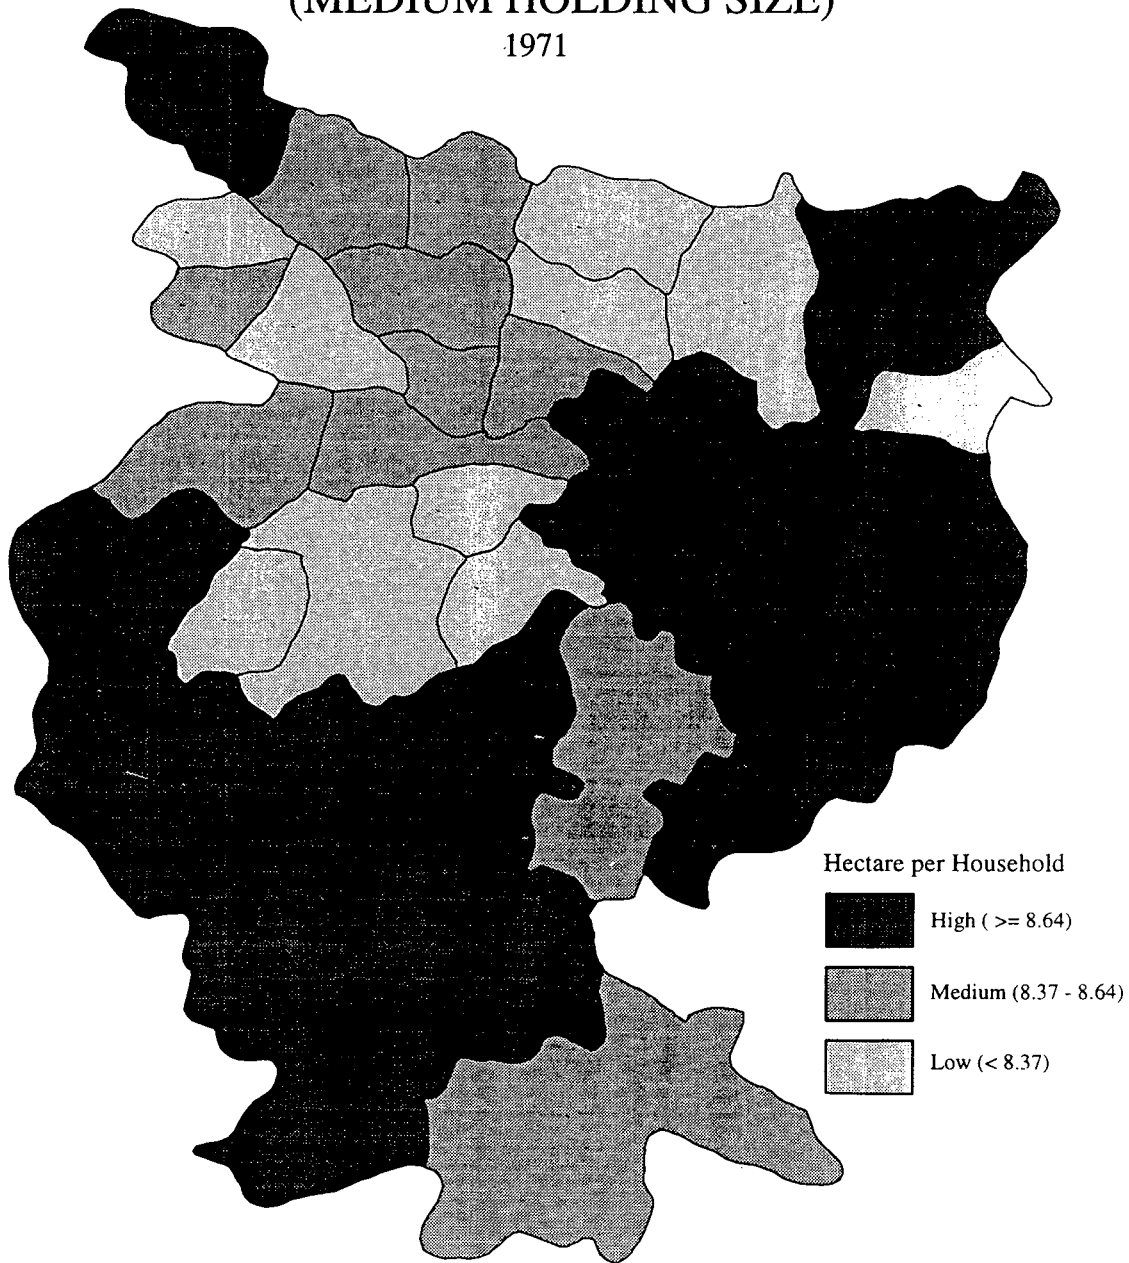 (MEDIUM HOLDING SIZE)
1971
Hectare per Household
High ( >= 8.64)
Medium (8.37 - 8.64)
Low (< 8.37)